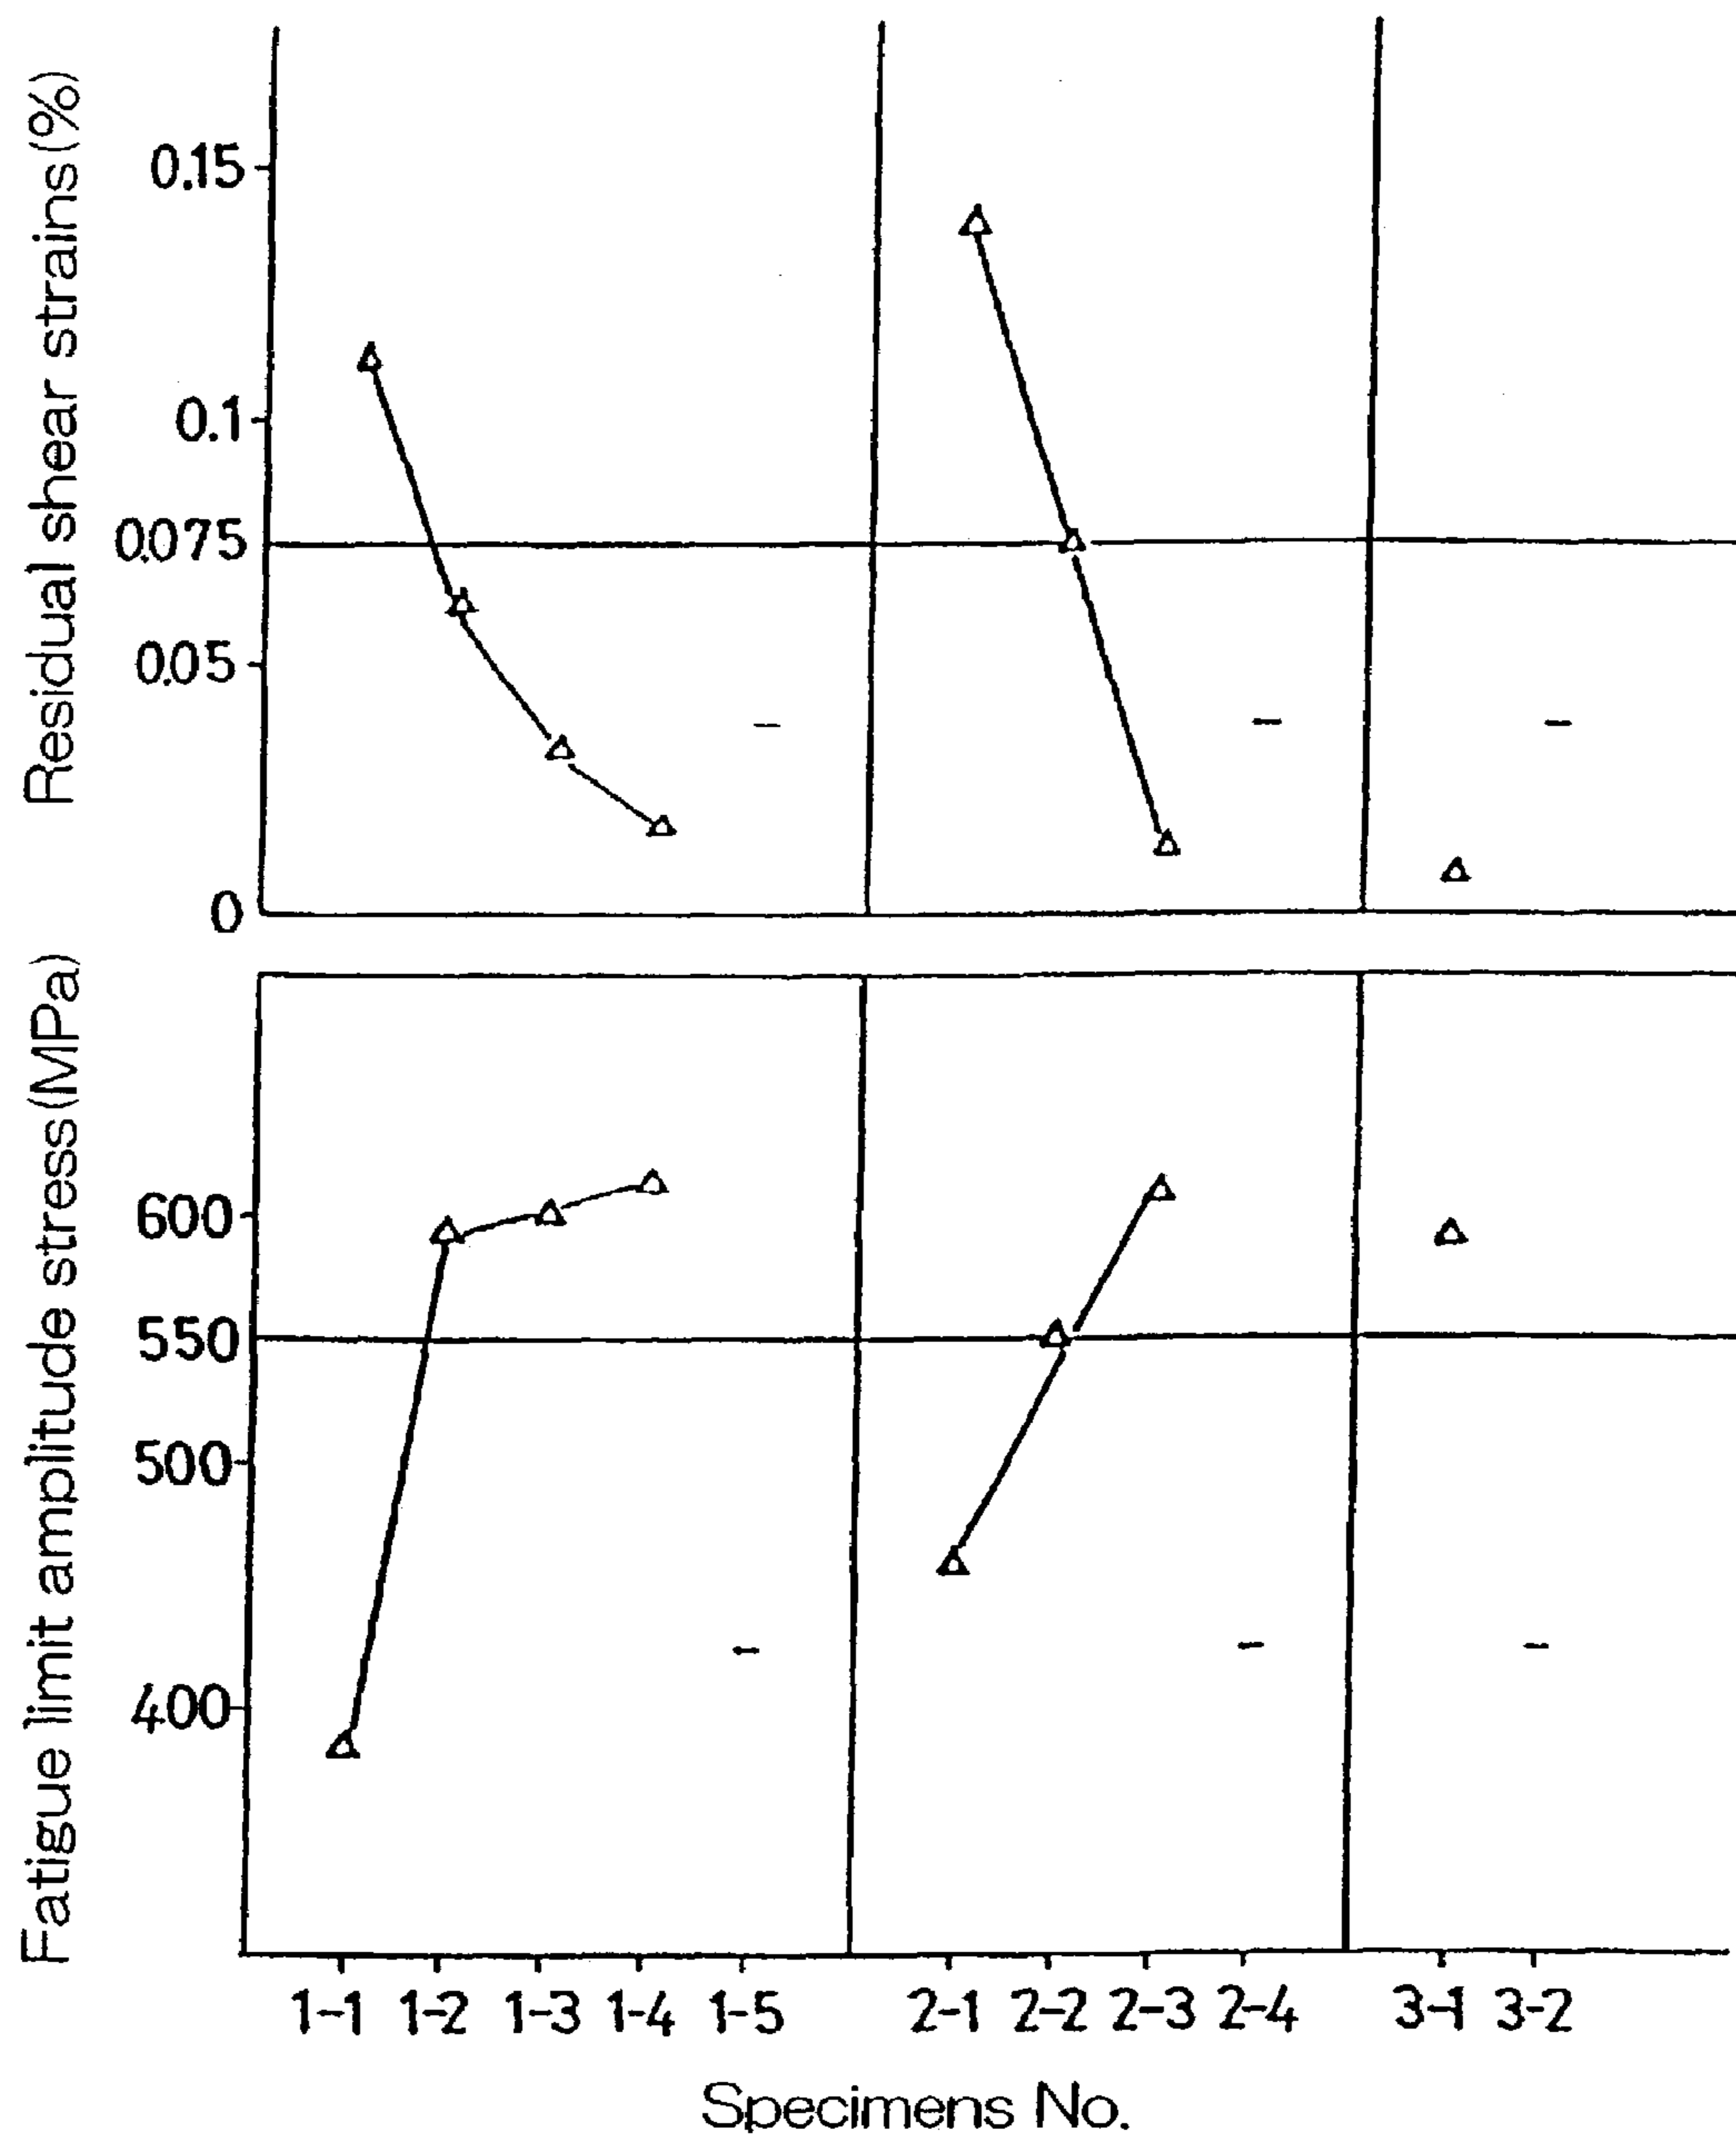 Residual shear strains(%)
0.15
0.1
0.075
0.05
0
Fatigue limit amplitude stress(MPa)
600
550
500
400
1-1 1-2 1-3 1-4 1-5 2-1 2-2 2-3 2-4 3-1 3-2
Specimens No.